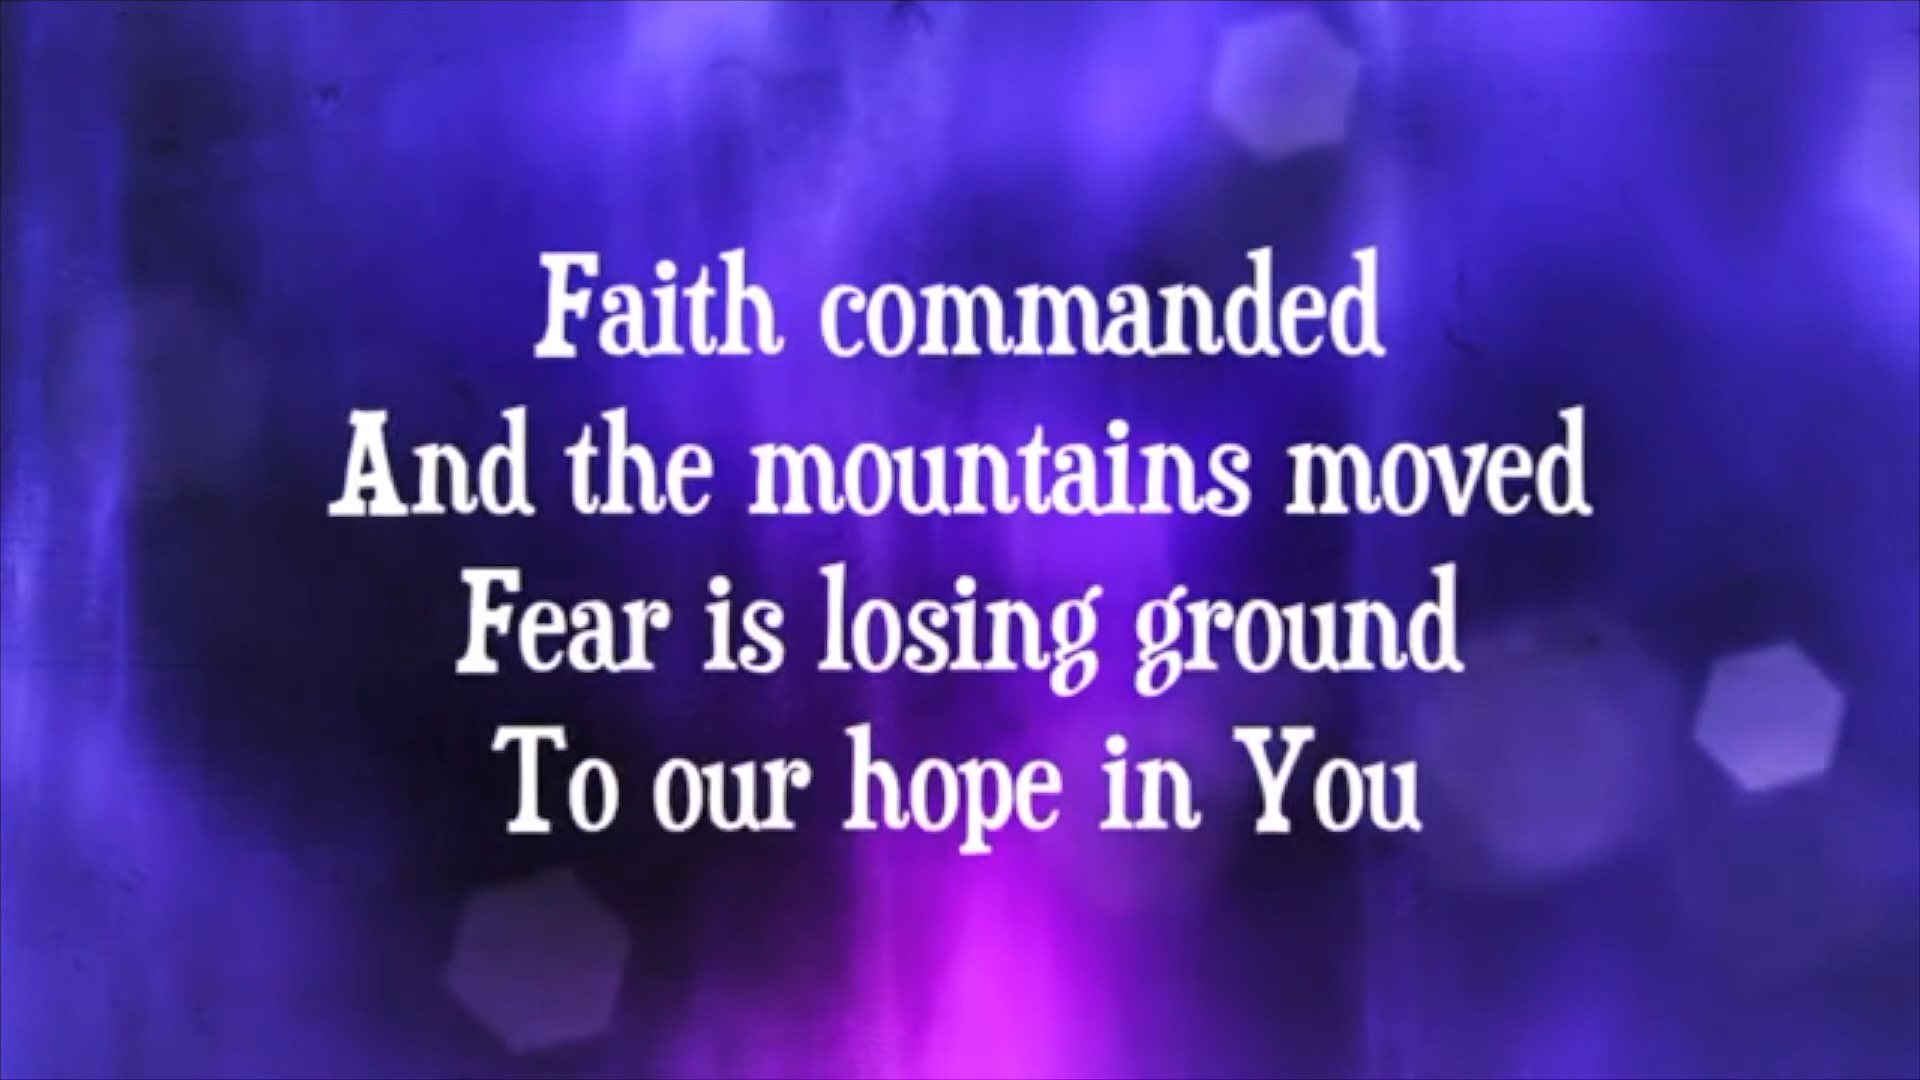 Faith commanded
And the mountains moved
Fear is losing ground
To our hope in You